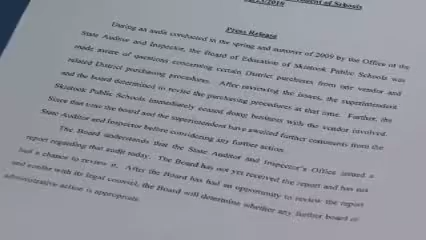 of Schools
Press Release
During an audit conducted in the spring and summer of 2009 by the Office of the
State Auditor and Inspector, the Board of Education of Skiatook Public Schools was
made aware of questions concerning certain District purchases from one vendor and
related District purchasing procedures. After reviewing the issues, the superintendent
and the board determined to revise the purchasing procedures at that time. Further, the
Skiatook Public Schools immediately ceased doing business with the vendor involved.
Since that time the board and the superintendent have awaited further comments from the
State Auditor and Inspector before considering any further action.
The Board understands that the State Auditor and Inspector's Office issued a
report regarding that audit today. The Board has not yet received the report and has not
had a chance to review it. After the Board has had an opportunity to review the report
and confer with its legal counsel, the Board will determine whether any further board or
administrative action is appropriate.